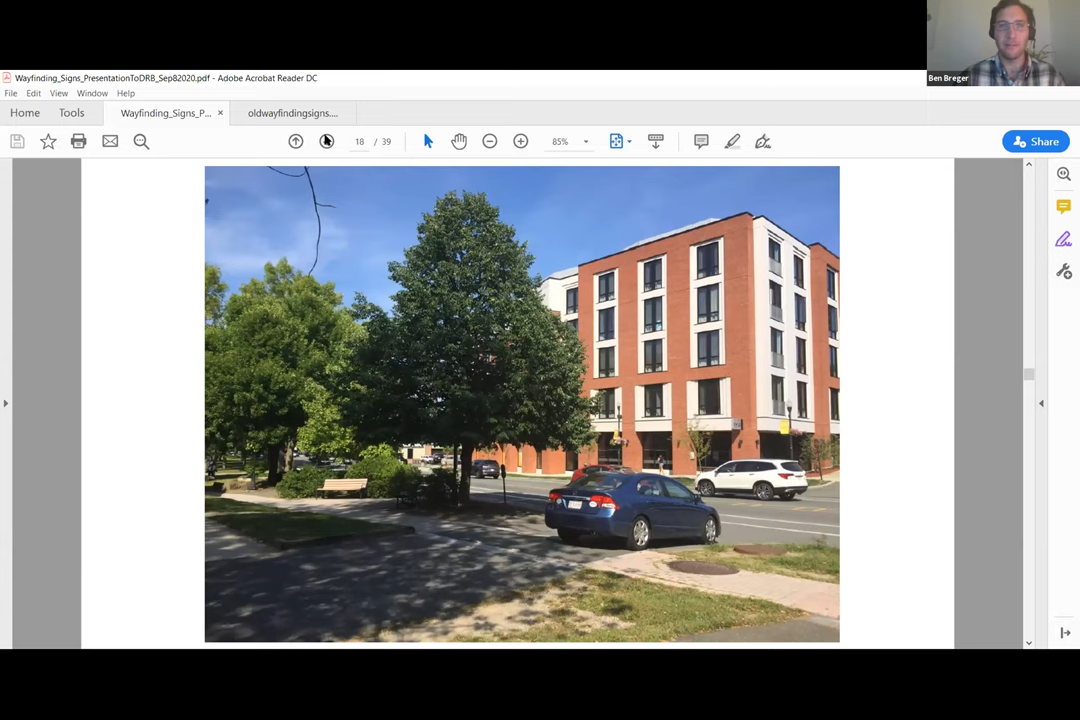 Ben Breger
Wayfinding_Signs_PresentationToDRB_Sep82020.pdf - Adobe Acrobat Reader DC
File Edit View Window Help
Home Tools Wayfinding_Signs_P... × oldwayfindingsigns....
18 / 39 85% Share